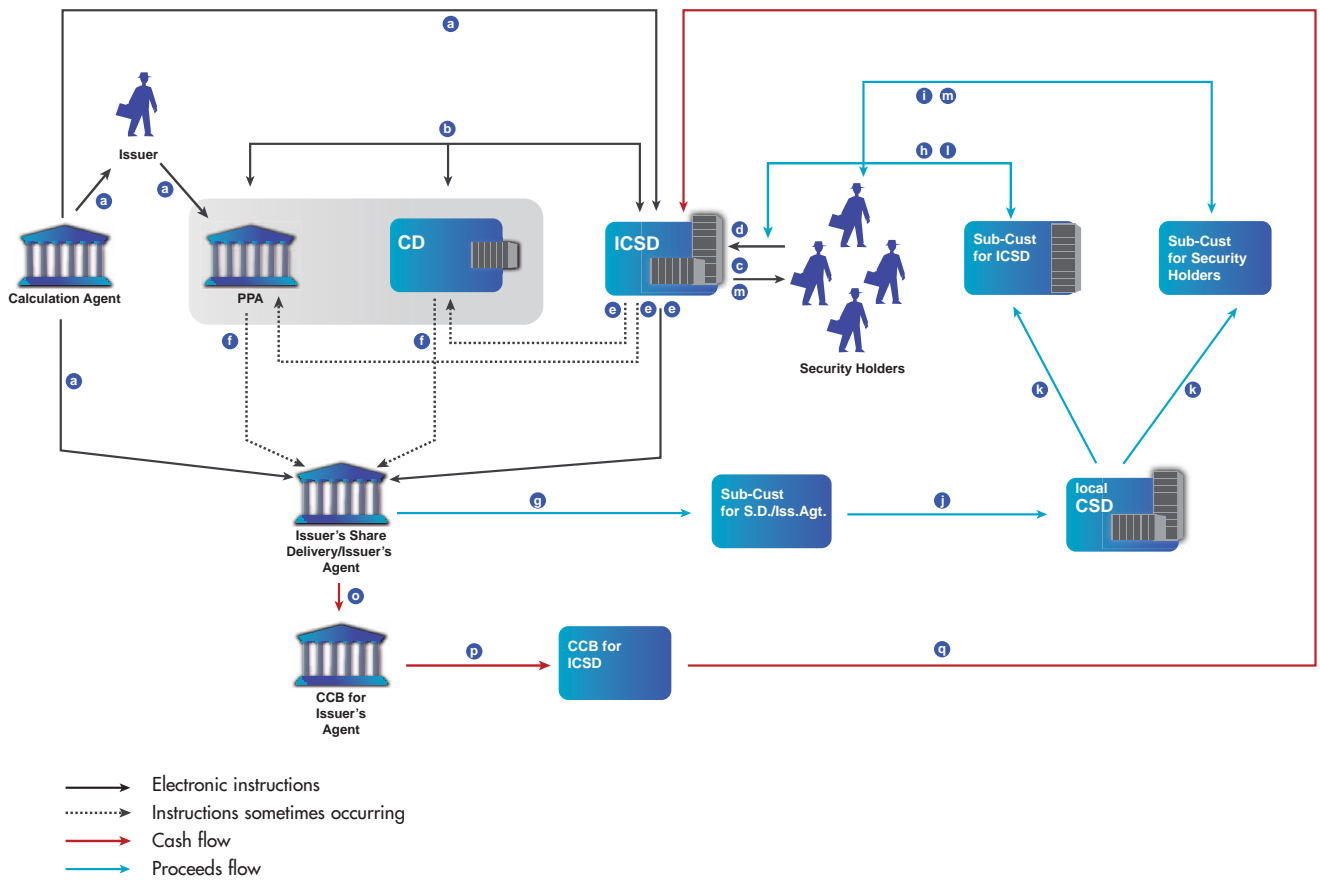 a
Issuer
a
a
b
i m
h l
Calculation Agent
PPA
CD
ICSD
d
c
m
e e e
f
f
a
Security Holders
Sub-Cust
for ICSD
Sub-Cust
for Security
Holders
k
k
Issuer's Share
Delivery/Issuer's
Agent
g
Sub-Cust
for S.D./Iss.Agt.
j
local
CSD
o
CCB for
Issuer's
Agent
p
CCB for
ICSD
q
Electronic instructions
Instructions sometimes occurring
Cash flow
Proceeds flow